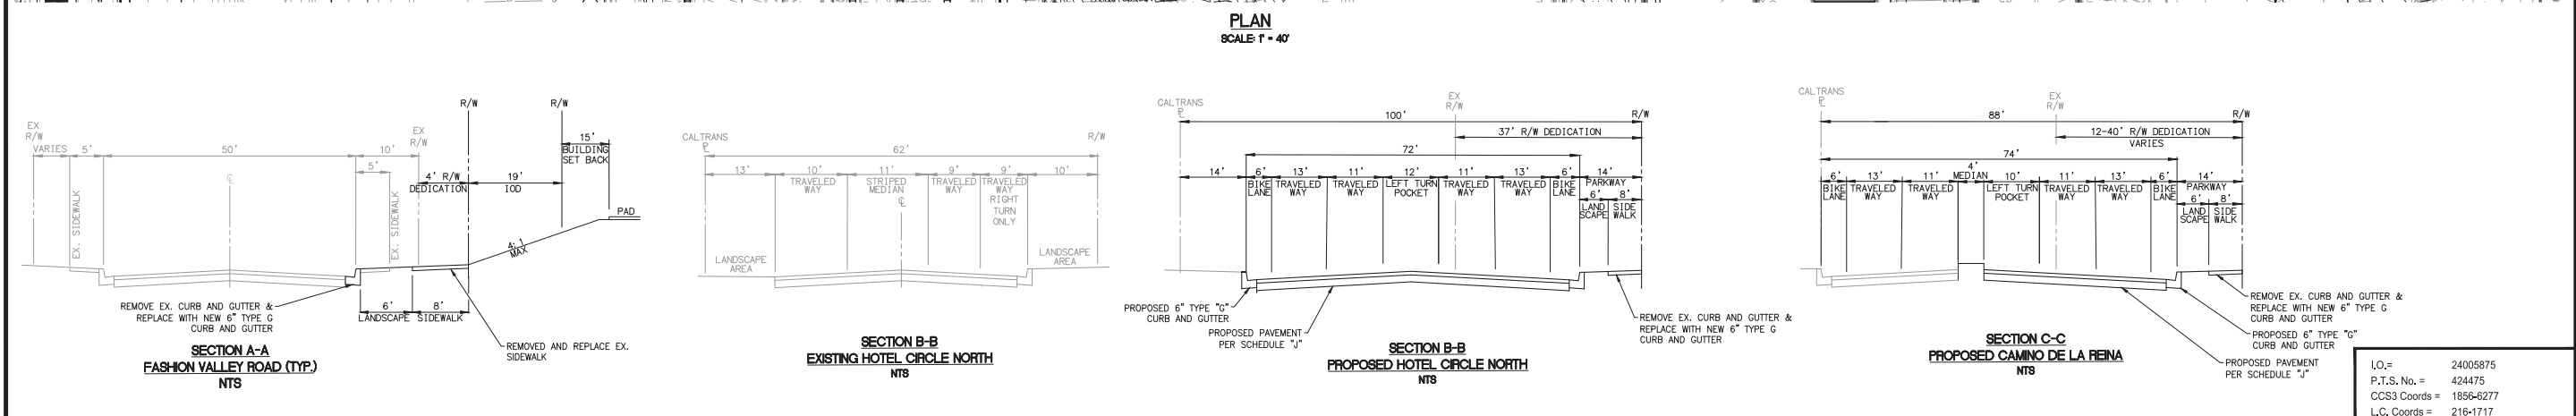 PLAN
SCALE: 1" = 40'
EX
R/W
VARIES
5'
50'
10'
5'
EX
R/W
R/W
R/W
15'
BUILDING
SET BACK
4' R/W
DEDICATION
19'
IOD
EX. SIDEWALK
℄
EX. SIDEWALK
PAD
4:1
MAX
REMOVE EX. CURB AND GUTTER &
REPLACE WITH NEW 6" TYPE G
CURB AND GUTTER
6'
8'
LANDSCAPE SIDEWALK
REMOVED AND REPLACE EX.
SIDEWALK
SECTION A-A
FASHION VALLEY ROAD (TYP.)
NTS
CALTRANS
R/W
62'
13'
10'
11'
9'
9'
10'
TRAVELED
WAY
STRIPED
MEDIAN
℄
TRAVELED
WAY
TRAVELED
WAY
RIGHT
TURN
ONLY
LANDSCAPE
AREA
LANDSCAPE
AREA
SECTION B-B
EXISTING HOTEL CIRCLE NORTH
NTS
CALTRANS
EX
R/W
R/W
100'
37' R/W DEDICATION
72'
14'
6'
13'
11'
12'
11'
13'
6'
14'
BIKE
LANE
TRAVELED
WAY
TRAVELED
WAY
LEFT TURN
POCKET
TRAVELED
WAY
TRAVELED
WAY
BIKE
LANE
PARKWAY
6'
8'
LAND
SCAPE
SIDE
WALK
PROPOSED 6" TYPE "G"
CURB AND GUTTER
PROPOSED PAVEMENT
PER SCHEDULE "J"
REMOVE EX. CURB AND GUTTER &
REPLACE WITH NEW 6" TYPE G
CURB AND GUTTER
SECTION B-B
PROPOSED HOTEL CIRCLE NORTH
NTS
CALTRANS
EX
R/W
R/W
88'
12-40' R/W DEDICATION
VARIES
74'
6'
13'
11'
4'
MEDIAN
10'
11'
13'
6'
14'
BIKE
LANE
TRAVELED
WAY
TRAVELED
WAY
LEFT TURN
POCKET
TRAVELED
WAY
TRAVELED
WAY
BIKE
LANE
PARKWAY
6'
8'
LAND
SCAPE
SIDE
WALK
REMOVE EX. CURB AND GUTTER &
REPLACE WITH NEW 6" TYPE G
CURB AND GUTTER
PROPOSED 6" TYPE "G"
CURB AND GUTTER
PROPOSED PAVEMENT
PER SCHEDULE "J"
SECTION C-C
PROPOSED CAMINO DE LA REINA
NTS
I.O.= 24005875
P.T.S. No. = 424475
CCS3 Coords = 1856-6277
L.C. Coords = 216-1717